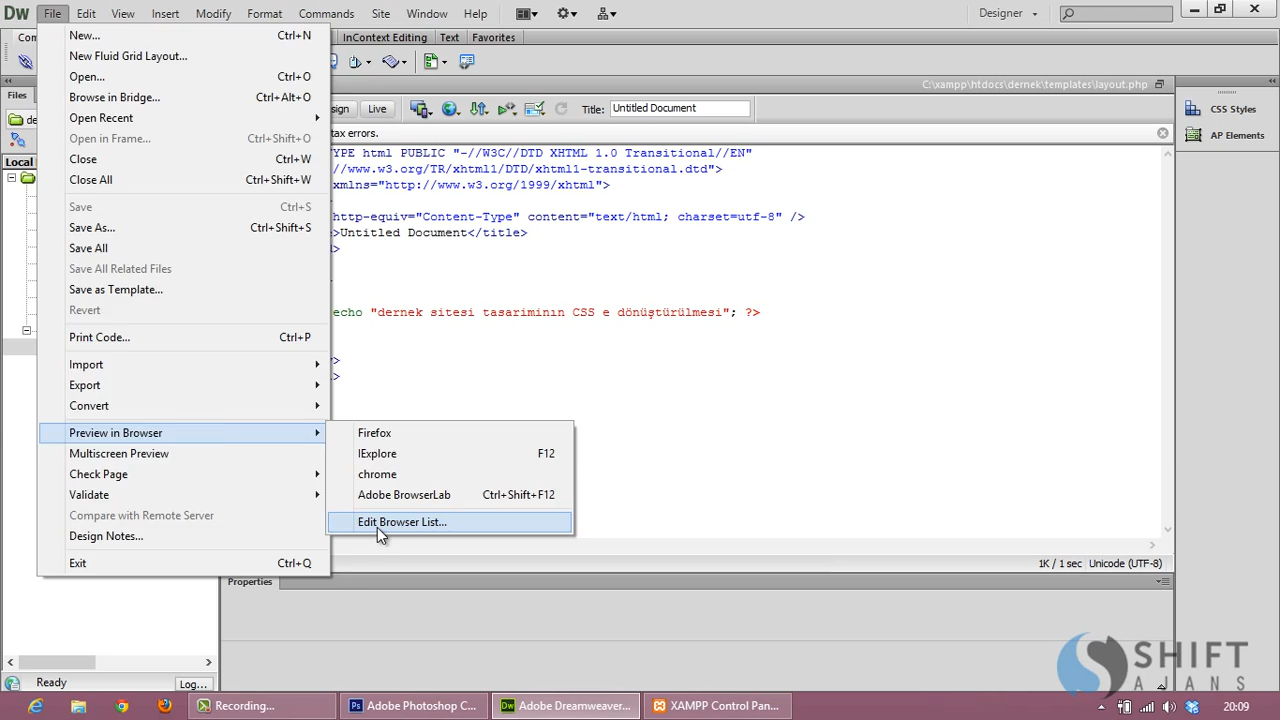 Dw File Edit View Insert Modify Format Commands Site Window Help Designer
InContext Editing Text Favorites
C:\xampp\htdocs\dernek\templates\layout.php
Files
Live Title: Untitled Document
tax errors.
Local
TYPE html PUBLIC "-//W3C//DTD XHTML 1.0 Transitional//EN"
//www.w3.org/TR/xhtml1/DTD/xhtml1-transitional.dtd">
xmlns="http://www.w3.org/1999/xhtml">
http-equiv="Content-Type" content="text/html; charset=utf-8" />
>Untitled Document</title>
d>
echo "dernek sitesi tasariminın CSS e dönüştürülmesi"; ?>
y>
l>
New... Ctrl+N
New Fluid Grid Layout...
Open... Ctrl+O
Browse in Bridge... Ctrl+Alt+O
Open Recent
Open in Frame... Ctrl+Shift+O
Close Ctrl+W
Close All Ctrl+Shift+W
Save Ctrl+S
Save As... Ctrl+Shift+S
Save All
Save All Related Files
Save as Template...
Revert
Print Code... Ctrl+P
Import
Export
Convert
Preview in Browser
Multiscreen Preview
Check Page
Validate
Compare with Remote Server
Design Notes...
Exit Ctrl+Q
Firefox
IExplore F12
chrome
Adobe BrowserLab Ctrl+Shift+F12
Edit Browser List...
CSS Styles
AP Elements
1K / 1 sec Unicode (UTF-8)
Properties
SHIFT
AJANS
Ready Log...
Recording... Adobe Photoshop C... Adobe Dreamweaver... XAMPP Control Pan... 20:09